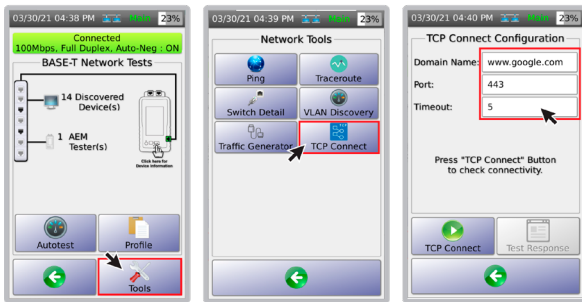 03/30/21 04:38 PM Main 23%
Connected
100Mbps, Full Duplex, Auto-Neg : ON
BASE-T Network Tests
14 Discovered
Device(s)
1 AEM
Tester(s)
Click here for
Device information
Autotest
Profile
Tools
03/30/21 04:39 PM Main 23%
Network Tools
Ping
Traceroute
Switch Detail
VLAN Discovery
Traffic Generator
TCP Connect
03/30/21 04:40 PM Main 23%
TCP Connect Configuration
Domain Name: www.google.com
Port: 443
Timeout: 5
Press "TCP Connect" Button
to check connectivity.
TCP Connect
Test Response